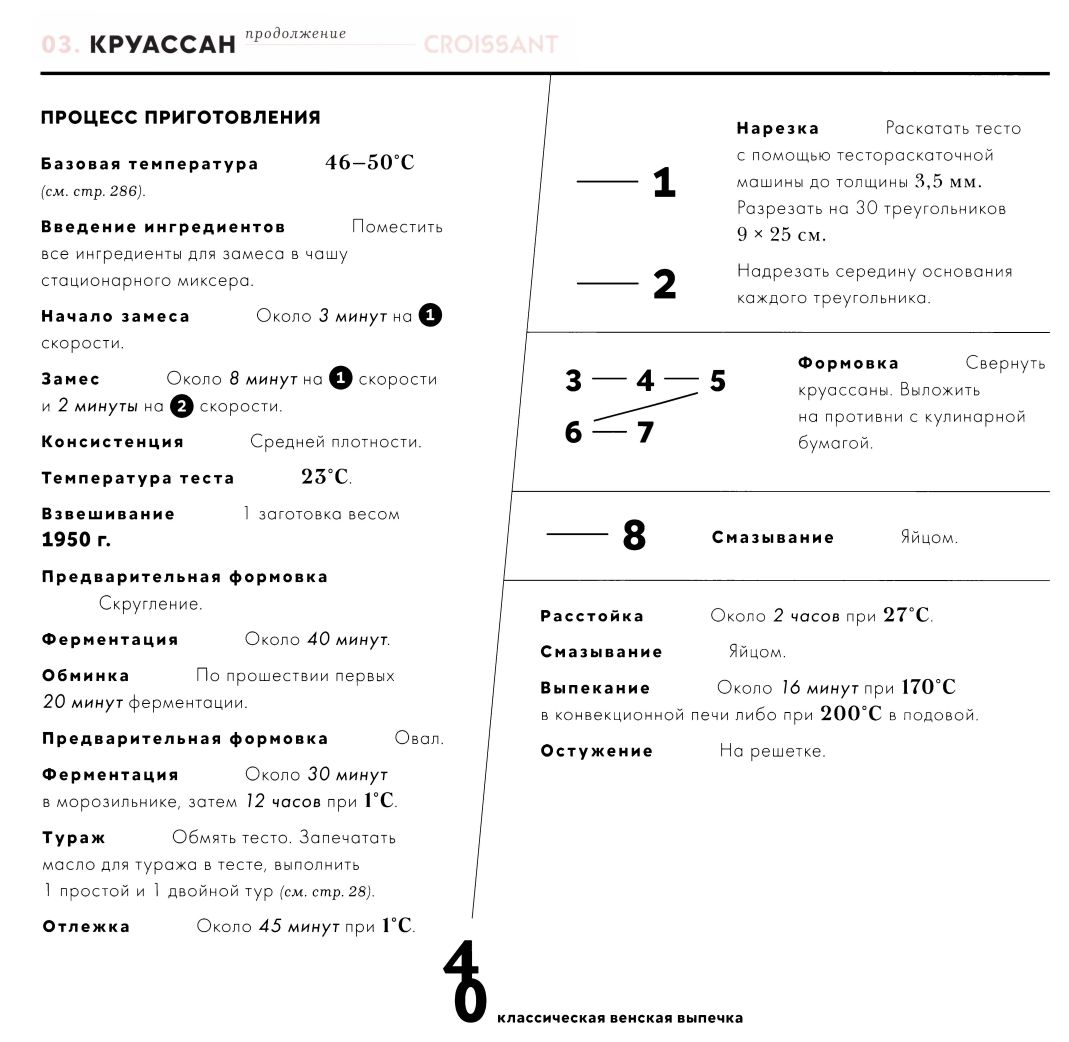 03. КРУАССАН продолжение CROISSANT
ПРОЦЕСС ПРИГОТОВЛЕНИЯ
Базовая температура 46–50°C
(см. стр. 286).
Введение ингредиентов Поместить
все ингредиенты для замеса в чашу
стационарного миксера.
Начало замеса Около 3 минут на 1
скорости.
Замес Около 8 минут на 1 скорости
и 2 минуты на 2 скорости.
Консистенция Средней плотности.
Температура теста 23°C.
Взвешивание 1 заготовка весом
1950 г.
Предварительная формовка
Скругление.
Ферментация Около 40 минут.
Обминка По прошествии первых
20 минут ферментации.
Предварительная формовка Овал.
Ферментация Около 30 минут
в морозильнике, затем 12 часов при 1°C.
Тураж Обмять тесто. Запечатать
масло для туража в тесте, выполнить
1 простой и 1 двойной тур (см. стр. 28).
Отлежка Около 45 минут при 1°C.
1
Нарезка Раскатать тесто
с помощью тестораскаточной
машины до толщины 3,5 мм.
Разрезать на 30 треугольников
9 × 25 см.
2
Надрезать середину основания
каждого треугольника.
3 — 4 — 5
6 — 7
Формовка Свернуть
круассаны. Выложить
на противни с кулинарной
бумагой.
8 Смазывание Яйцом.
Расстойка Около 2 часов при 27°C.
Смазывание Яйцом.
Выпекание Около 16 минут при 170°C
в конвекционной печи либо при 200°C в подовой.
Остужение На решетке.
4
0 классическая венская выпечка